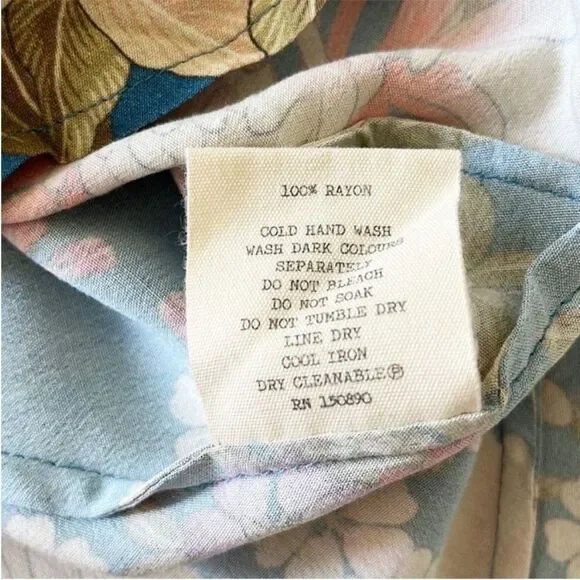 100% RAYON
COLD HAND WASH
WASH DARK COLOURS
SEPARATELY
DO NOT BLEACH
DO NOT SOAK
DO NOT TUMBLE DRY
LINE DRY
COOL IRON
DRY CLEANABLEⓅ
RN 150890